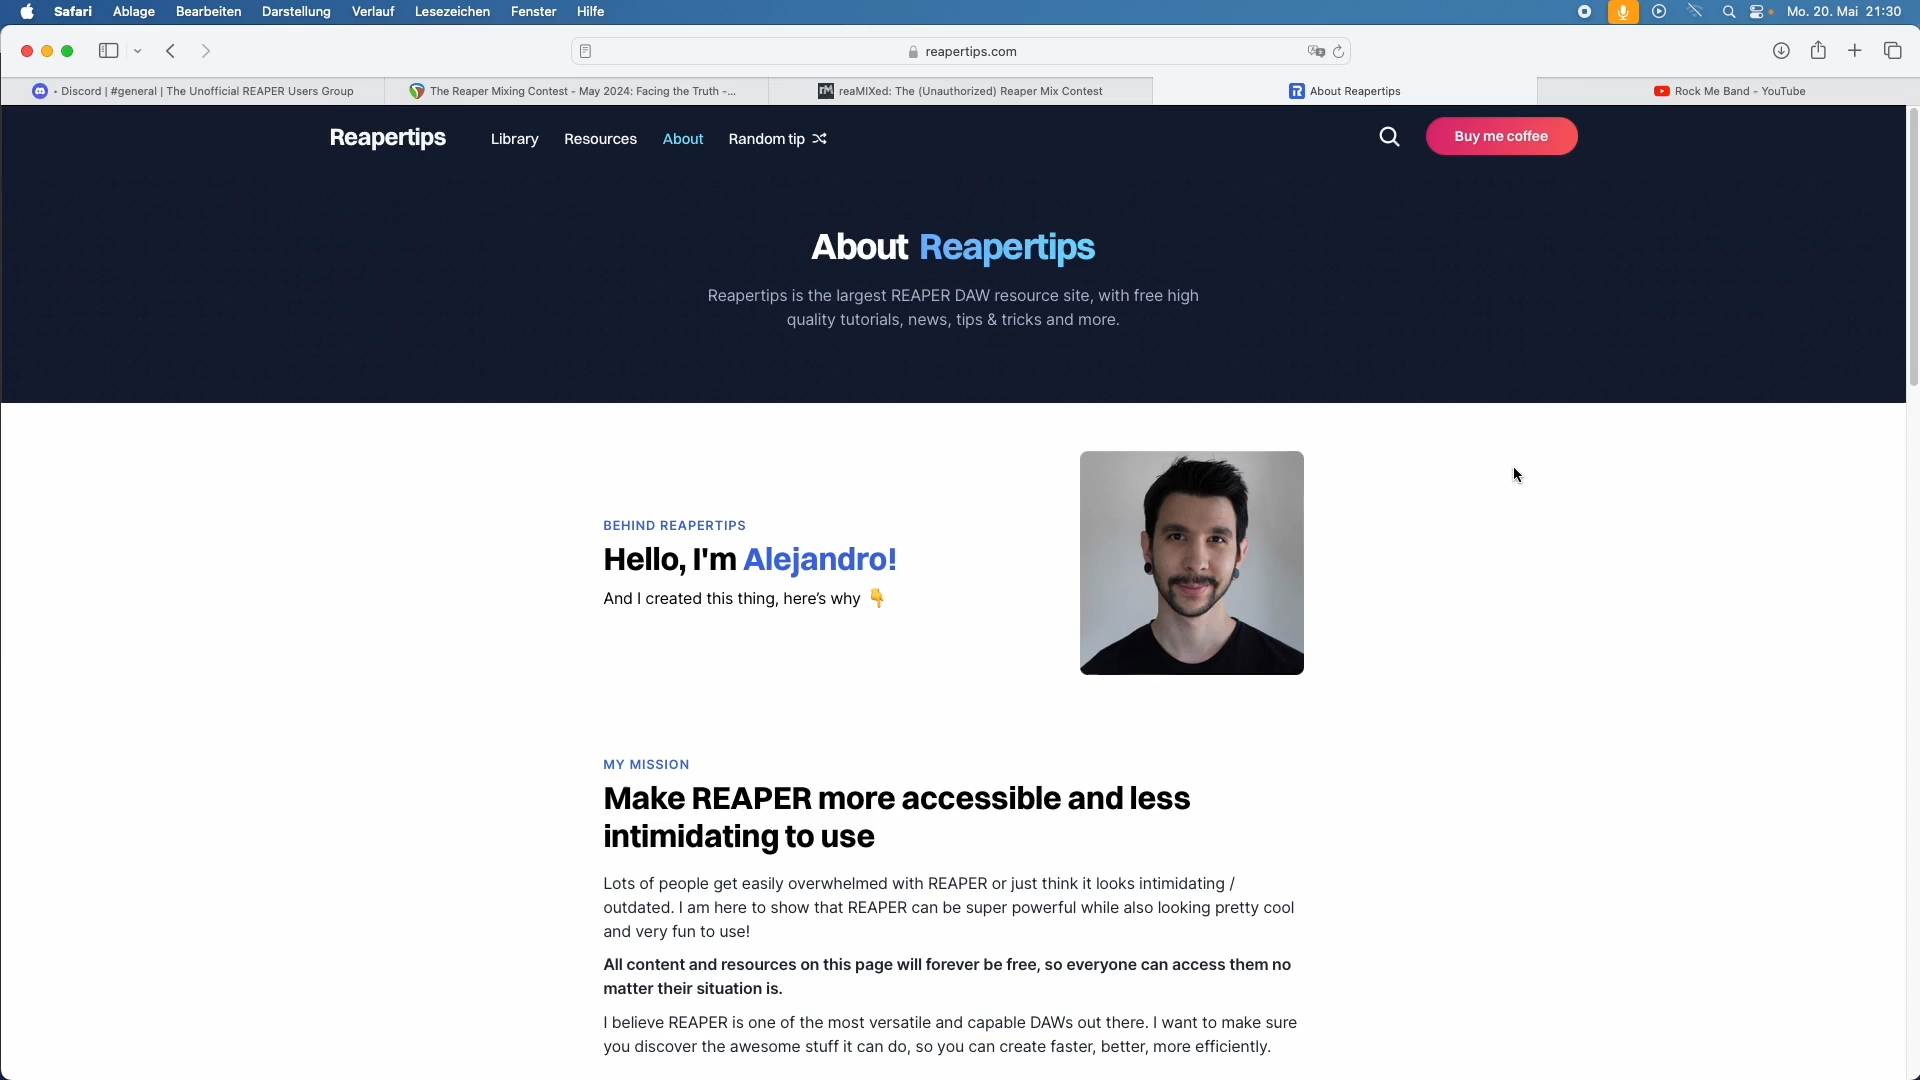 Safari Ablage Bearbeiten Darstellung Verlauf Lesezeichen Fenster Hilfe Mo. 20. Mai 21:30
reapertips.com
• Discord | #general | The Unofficial REAPER Users Group
The Reaper Mixing Contest - May 2024: Facing the Truth -...
reaMIXed: The (Unauthorized) Reaper Mix Contest
About Reapertips
Rock Me Band - YouTube
Reapertips Library Resources About Random tip Buy me coffee
About Reapertips
Reapertips is the largest REAPER DAW resource site, with free high
quality tutorials, news, tips & tricks and more.
BEHIND REAPERTIPS
Hello, I'm Alejandro!
And I created this thing, here's why 👇
MY MISSION
Make REAPER more accessible and less
intimidating to use
Lots of people get easily overwhelmed with REAPER or just think it looks intimidating /
outdated. I am here to show that REAPER can be super powerful while also looking pretty cool
and very fun to use!
All content and resources on this page will forever be free, so everyone can access them no
matter their situation is.
I believe REAPER is one of the most versatile and capable DAWs out there. I want to make sure
you discover the awesome stuff it can do, so you can create faster, better, more efficiently.